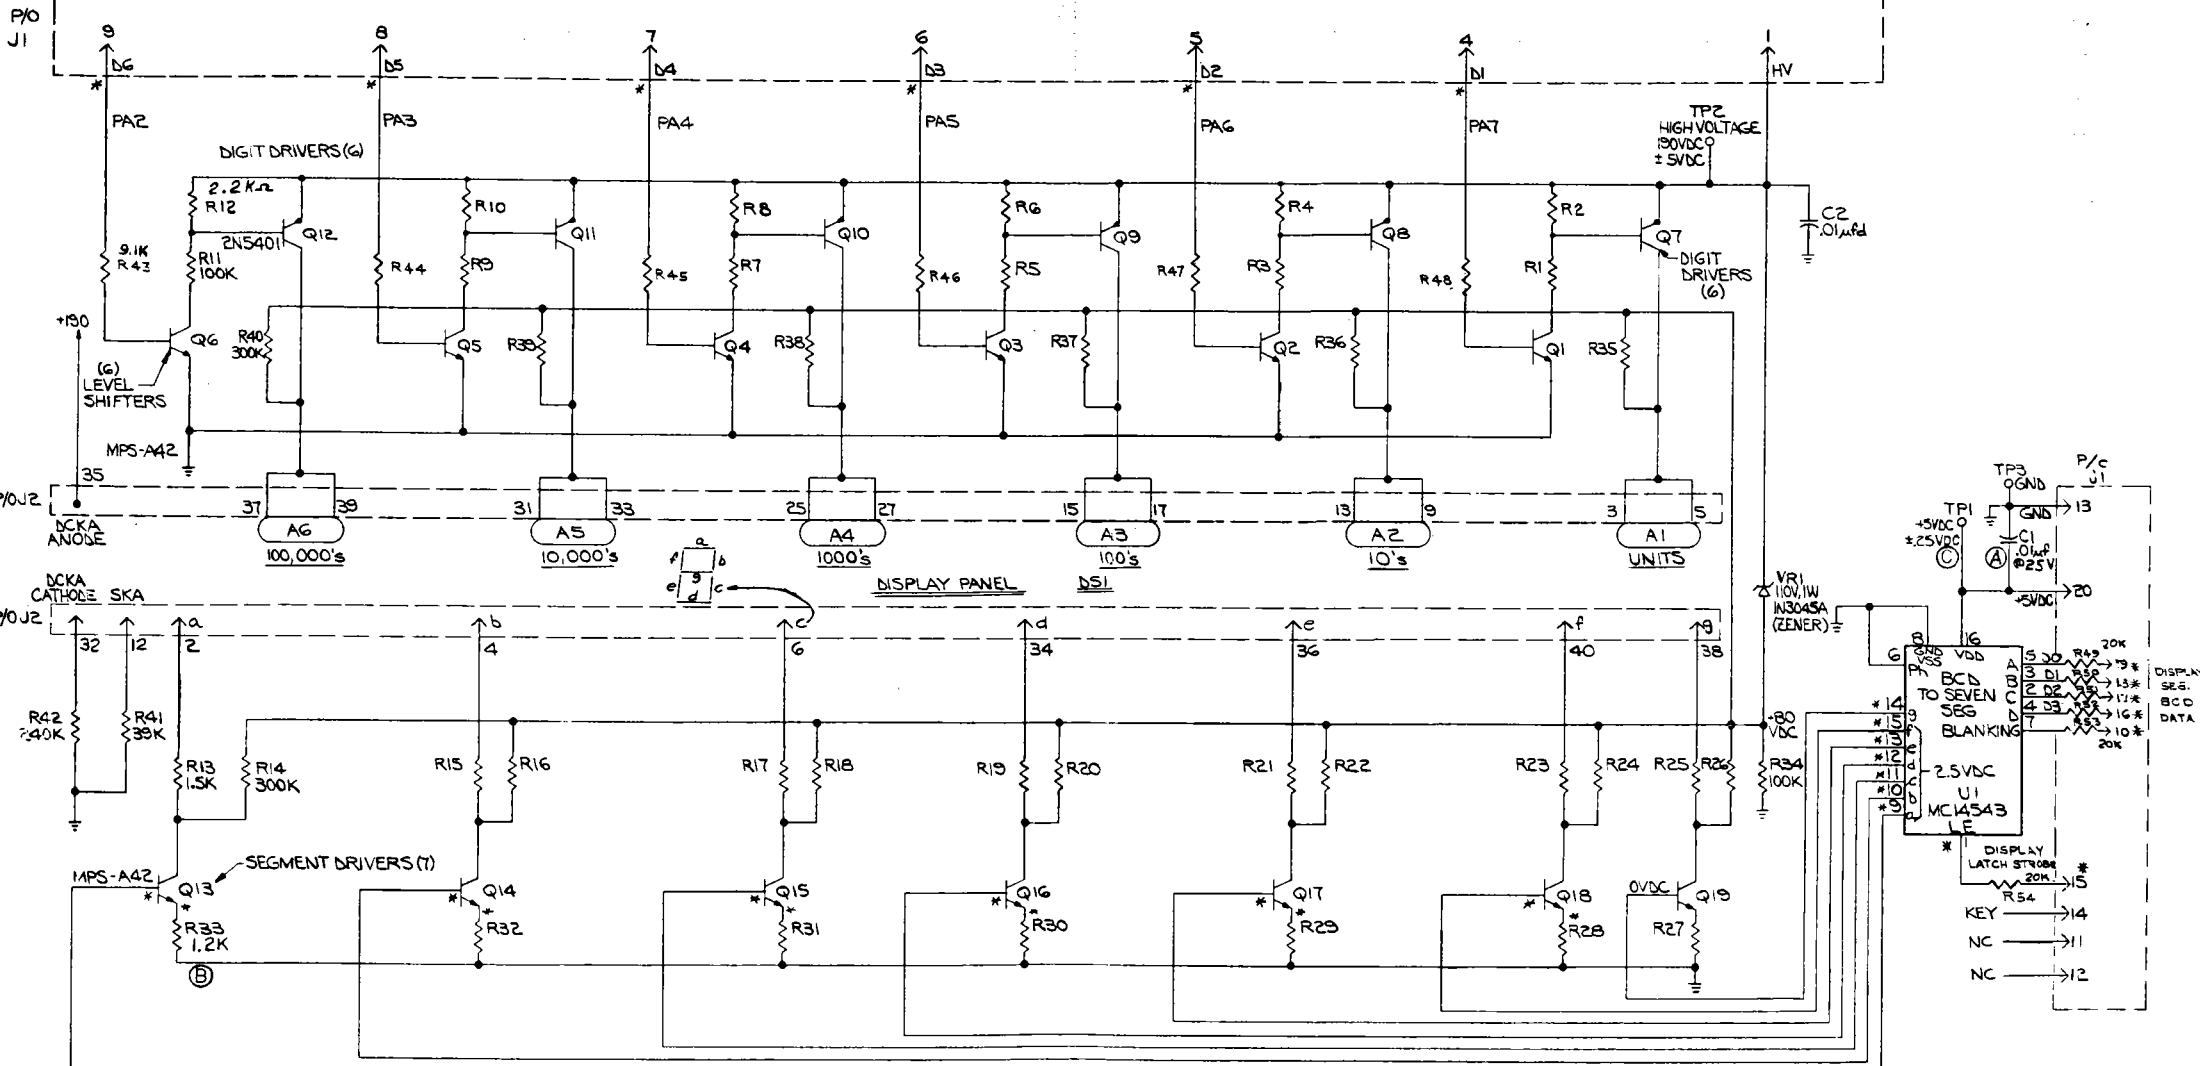 P/O
J1
9 8 7 6 5 4 1
D6 D5 D4 D3 D2 D1 HV
* * * * * *
PA2 PA3 PA4 PA5 PA6 PA7
TP2
HIGH VOLTAGE
190VDC
±5VDC
DIGIT DRIVERS (6)
2.2KΩ
R12 R10 R8 R6 R4 R2
C2
.01µfd
2N5401 Q12 Q11 Q10 Q9 Q8 Q7
9.1K
R43 R11 R44 R9 R45 R7 R46 R5 R47 R3 R48 R1
100K
DIGIT
DRIVERS
(6)
+190
Q6 R40 Q5 R39 Q4 R38 Q3 R37 Q2 R36 Q1 R35
300K
(6)
LEVEL
SHIFTERS
MPS-A42
35
P/O J2
37 39 31 33 25 27 15 17 13 9 3 5
DCKA
ANODE
A6 A5 A4 A3 A2 A1
100,000's 10,000's 1000's 100's 10's UNITS
a
f b
g
e c
d
DISPLAY PANEL DS1
TP3
GND
P/O
J1
GND 13
TP1
+5VDC
±.25VDC
C A
C1
.01µf
@25V
+5VDC 20
VR1
110V, 1W
1N3045A
(ZENER)
DCKA
CATHODE SKA
P/O J2
a b c d e f g
32 12 2 4 6 34 36 40 38
8 16
6 GND VDD
Ph VSS
BCD
TO SEVEN
SEG
BLANKING
A 5 D0 R49 20K
B 3 D1 13*
C 2 D2
D 4 D3 16*
7 R53 10*
20K
DISPLAY
SEG.
BCD
DATA
* 14 g
* 15 f
e
* 12 d
* 11 c
* 10 b
* 9 a
2.5VDC
U1
MC14543
LE
*
+80
VDC
R42 R41
39K
R13 R14 R15 R16 R17 R18 R19 R20 R21 R22 R23 R24 R25 R26 R34
1.5K 300K 100K
DISPLAY
LATCH STROBE
20K 15 *
R54
SEGMENT DRIVERS (7)
MPS-A42 Q13 Q14 Q15 Q16 Q17 Q18 0VDC Q19
* * * * * * * * * * * *
R33 R32 R31 R30 R29 R28 R27
1.2K
B
KEY 14
NC 11
NC 12